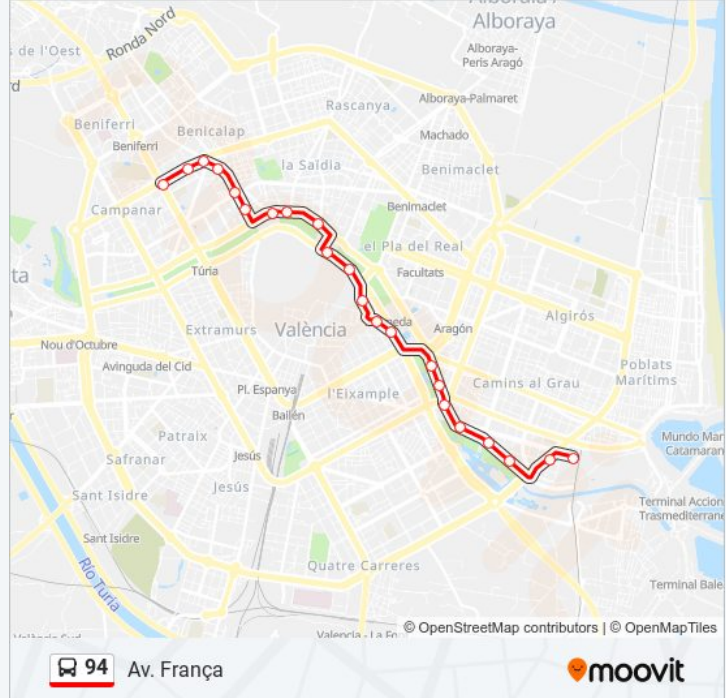 Alboraya
Ronda Nord
s de l'Oest
Alboraya-
Peris Aragó
rd
Rascanya
Alboraya-Palmaret
Beniferri
Benicalap
Machado
Beniferri
la Saïdia
Benimaclet
Campanar
Benimaclet
el Pla del Real
ta
Túria
Facultats
Extramurs
València
eda
Aragón
Algirós
Nou d'Octubre
Avinguda del Cid
Poblats
Marítims
Pl. Espanya
l'Eixample
Camins al Grau
Bailén
Patraix
Mundo Mar
Catamaran
Safranar
Jesús
Jesús
Sant Isidre
Terminal Accion
Trasmediterrane
Sant Isidre
Río Turia
Quatre Carreres
Terminal Bale
© OpenStreetMap contributors | © OpenMapTiles
94 Av. França
moovit